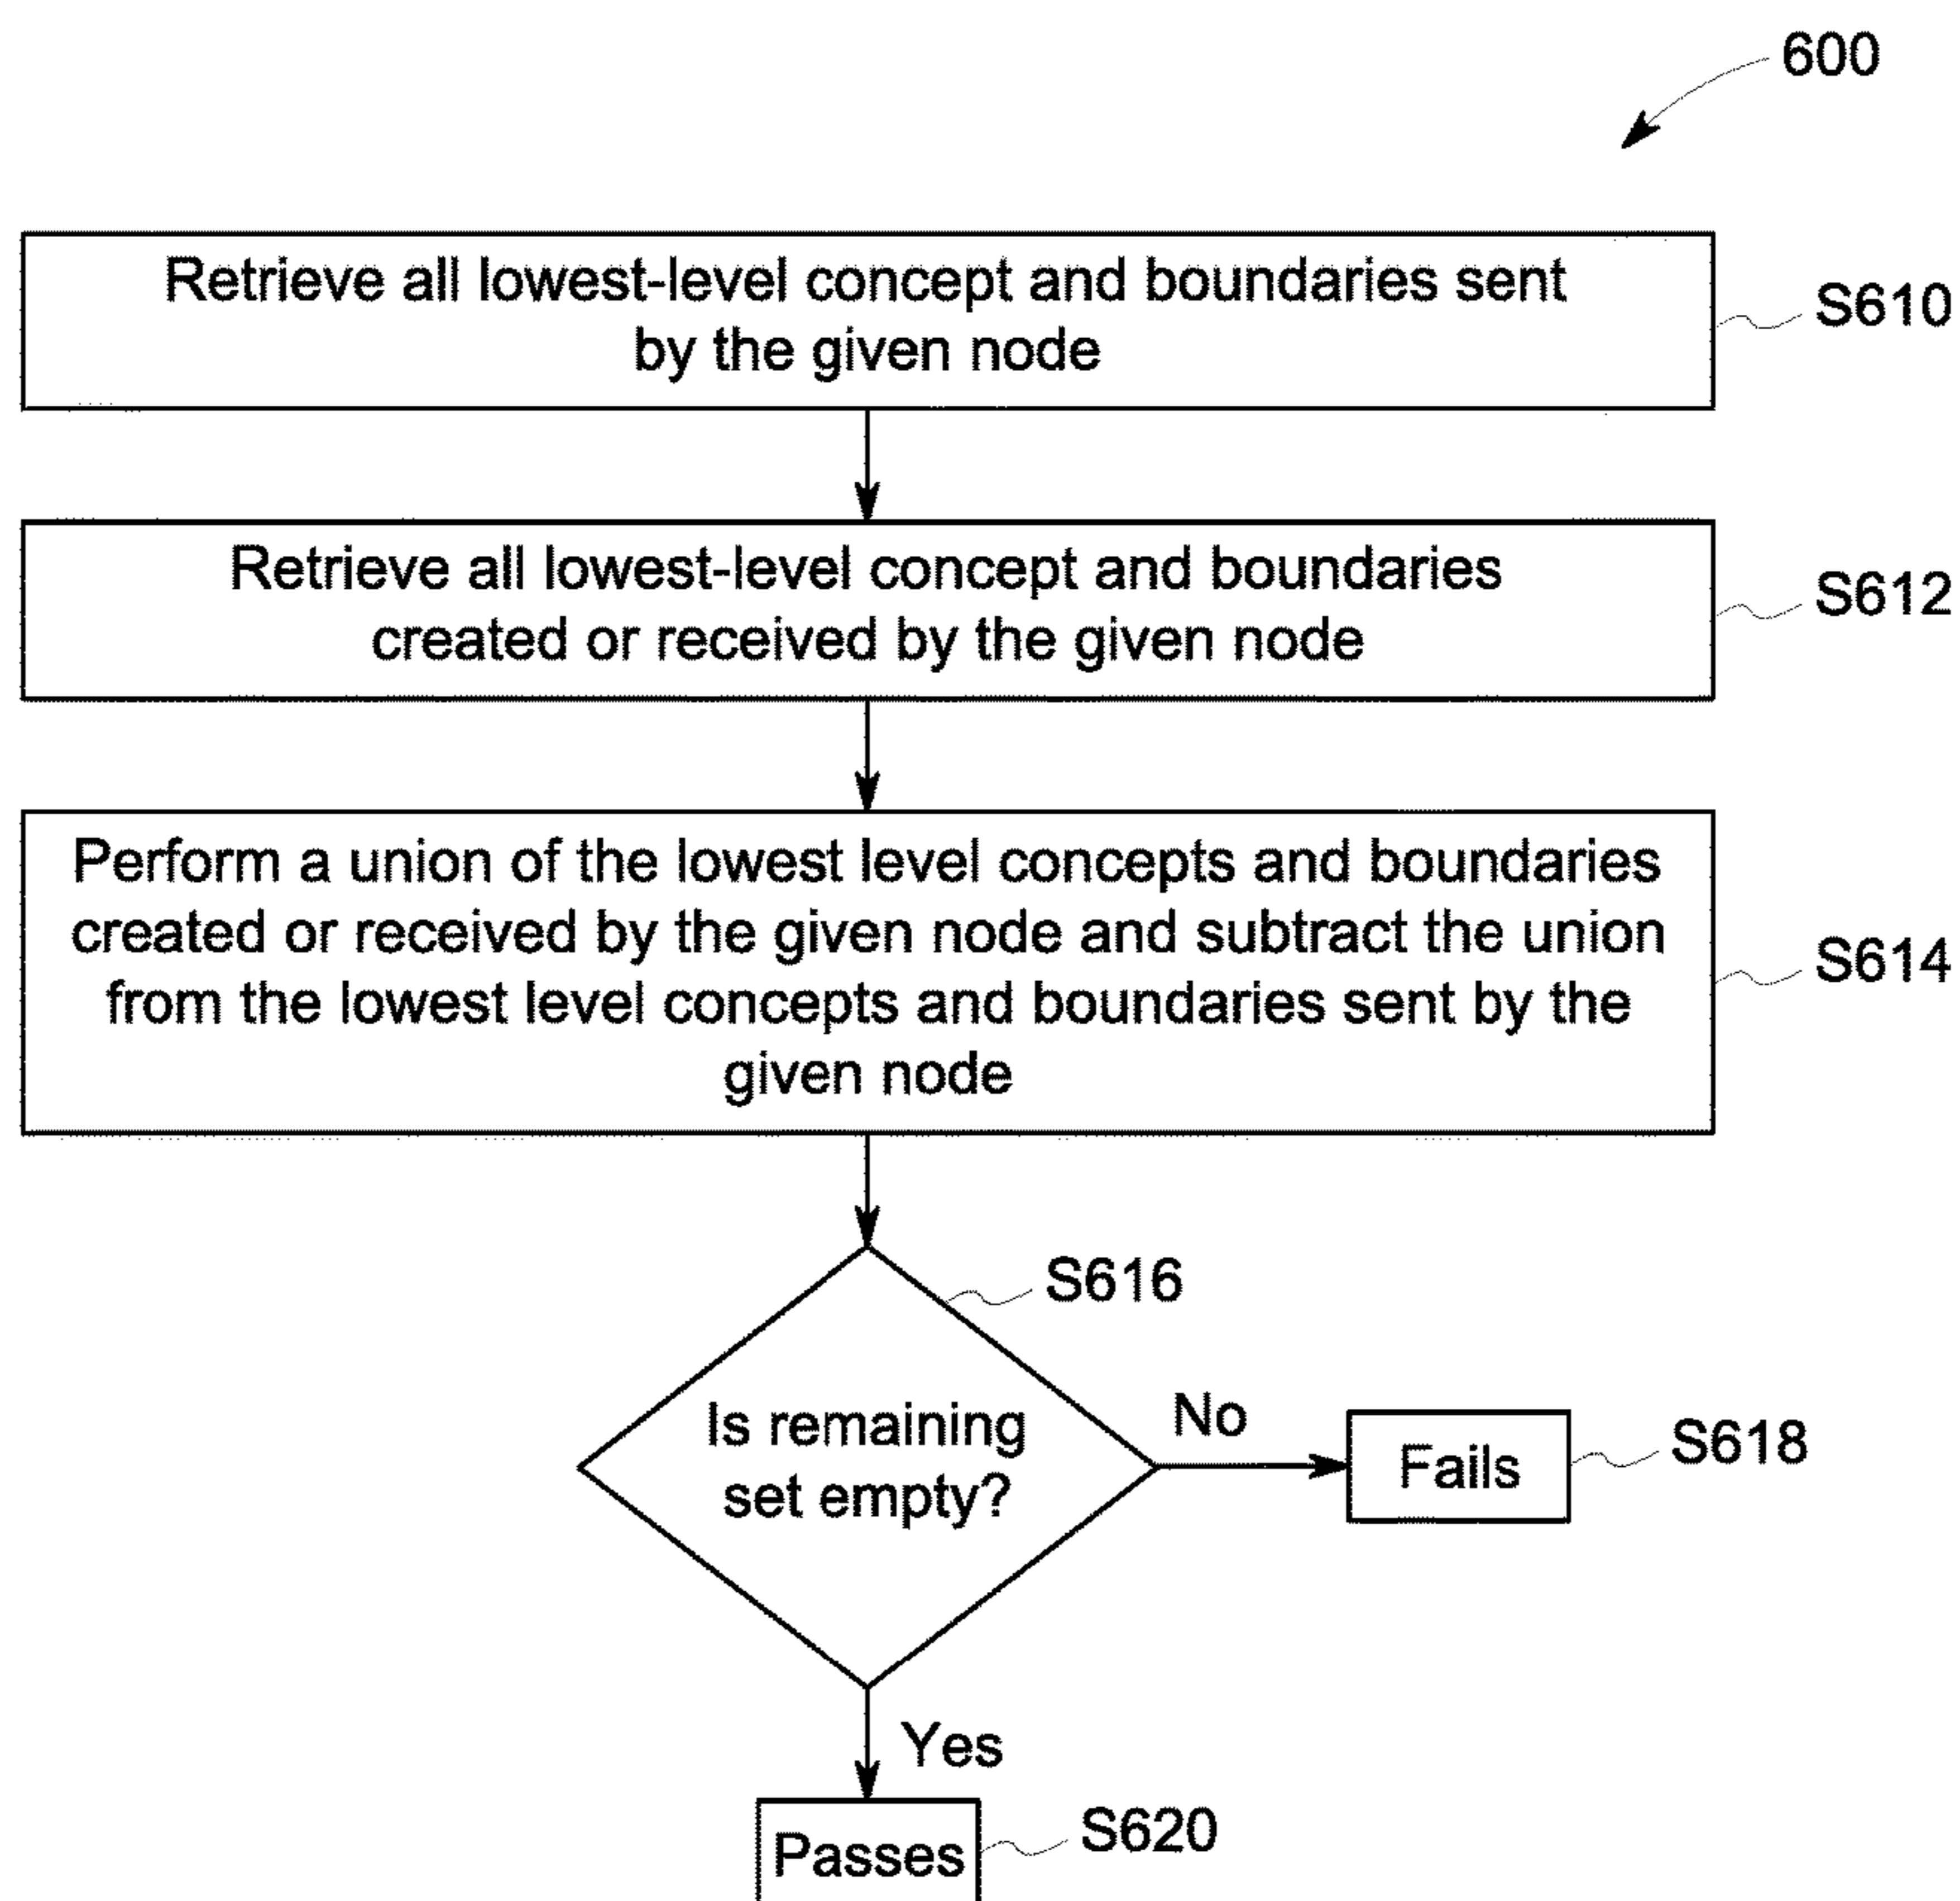 600
Retrieve all lowest-level concept and boundaries sent
by the given node
S610
Retrieve all lowest-level concept and boundaries
created or received by the given node
S612
Perform a union of the lowest level concepts and boundaries
created or received by the given node and subtract the union
from the lowest level concepts and boundaries sent by the
given node
S614
S616
Is remaining
set empty?
No
Fails
S618
Yes
Passes
S620